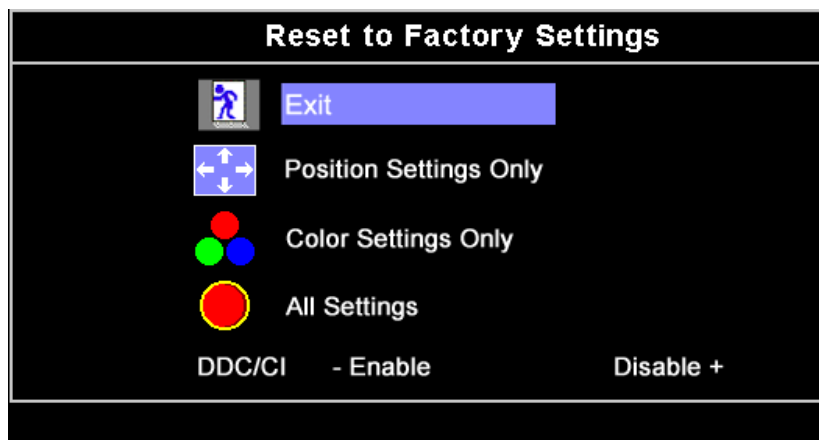 Reset to Factory Settings
Exit
Position Settings Only
Color Settings Only
All Settings
DDC/CI - Enable Disable +